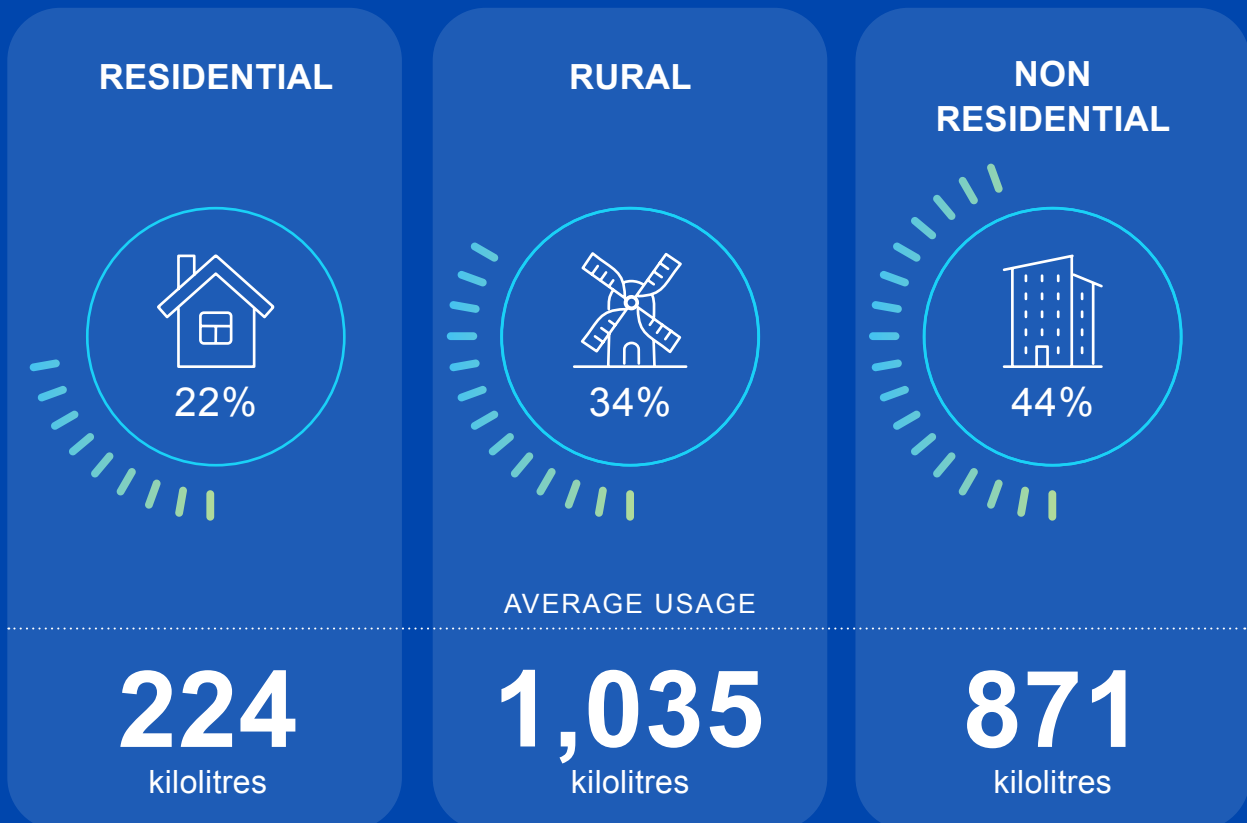 RESIDENTIAL
22%
RURAL
34%
NON
RESIDENTIAL
44%
AVERAGE USAGE
224
kilolitres
1,035
kilolitres
871
kilolitres